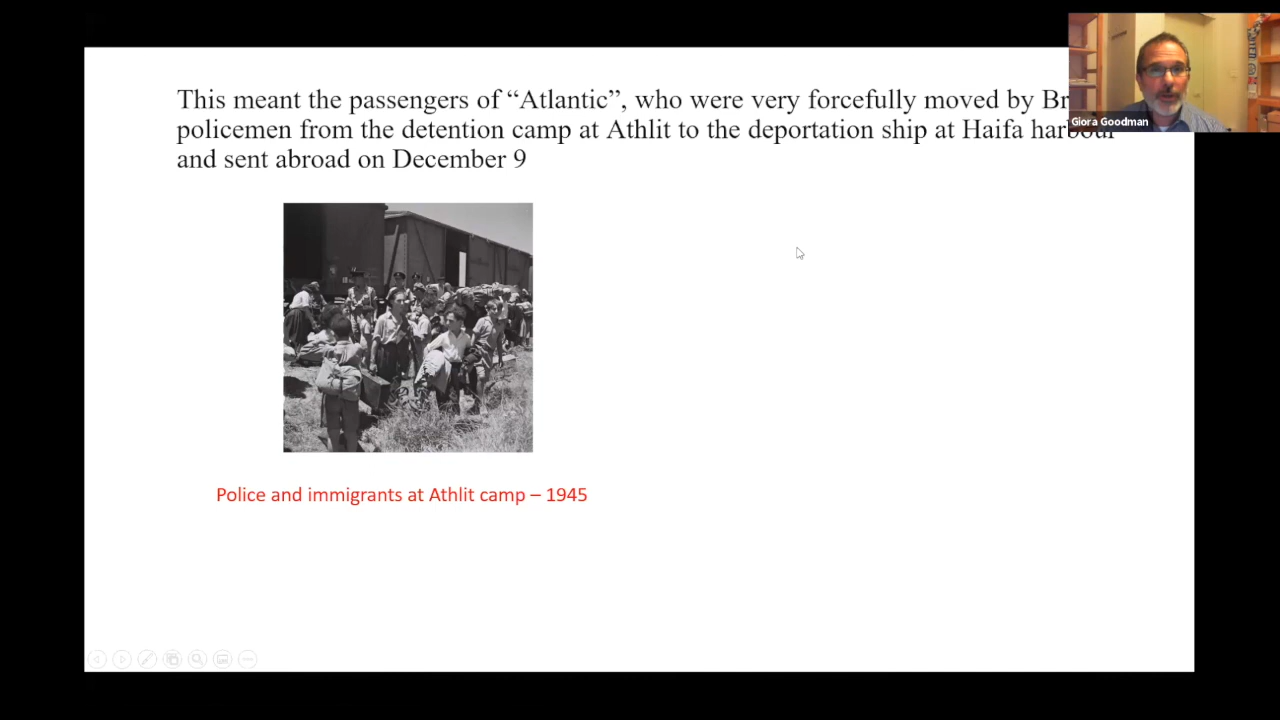 This meant the passengers of “Atlantic”, who were very forcefully moved by
policemen from the detention camp at Athlit to the deportation ship at Haifa harbour
and sent abroad on December 9
Giora Goodman
Police and immigrants at Athlit camp – 1945